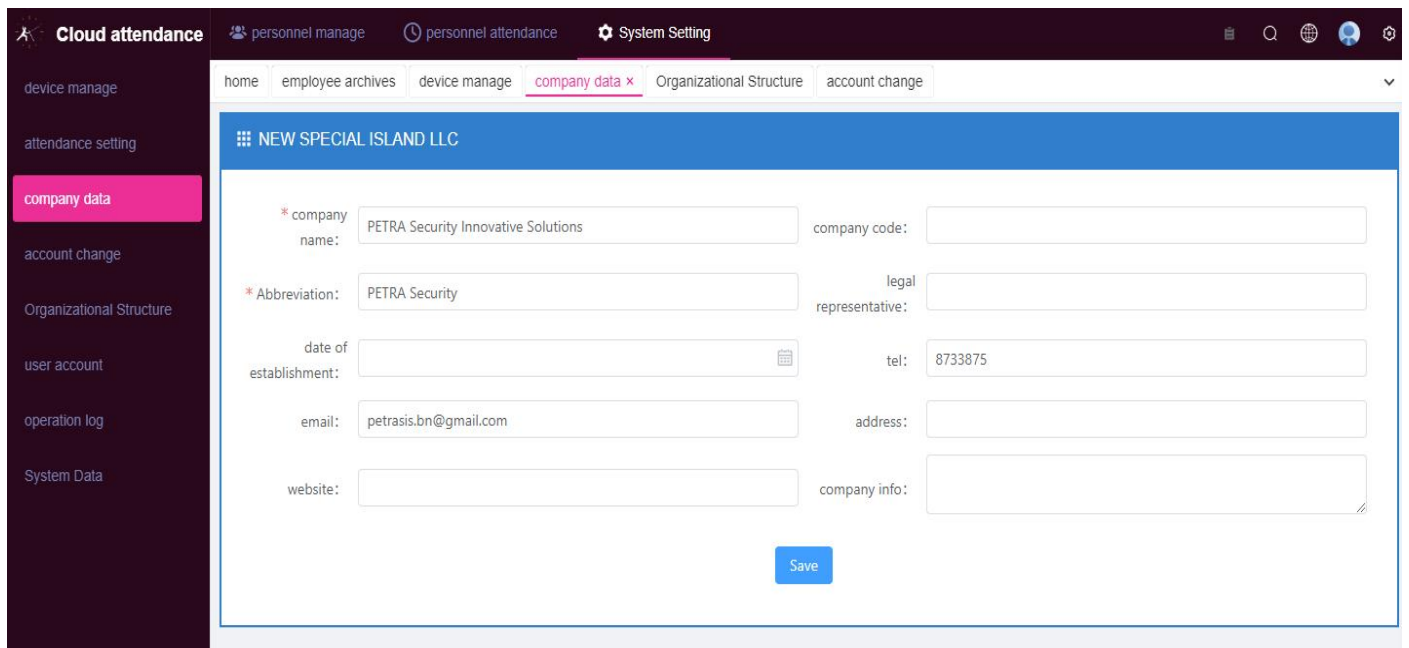 Cloud attendance
personnel manage
personnel attendance
System Setting
device manage
attendance setting
company data
account change
Organizational Structure
user account
operation log
System Data
home
employee archives
device manage
company data ×
Organizational Structure
account change
NEW SPECIAL ISLAND LLC
* company name:
PETRA Security Innovative Solutions
company code:
* Abbreviation:
PETRA Security
legal representative:
date of establishment:
tel:
8733875
email:
petrasis.bn@gmail.com
address:
website:
company info:
Save